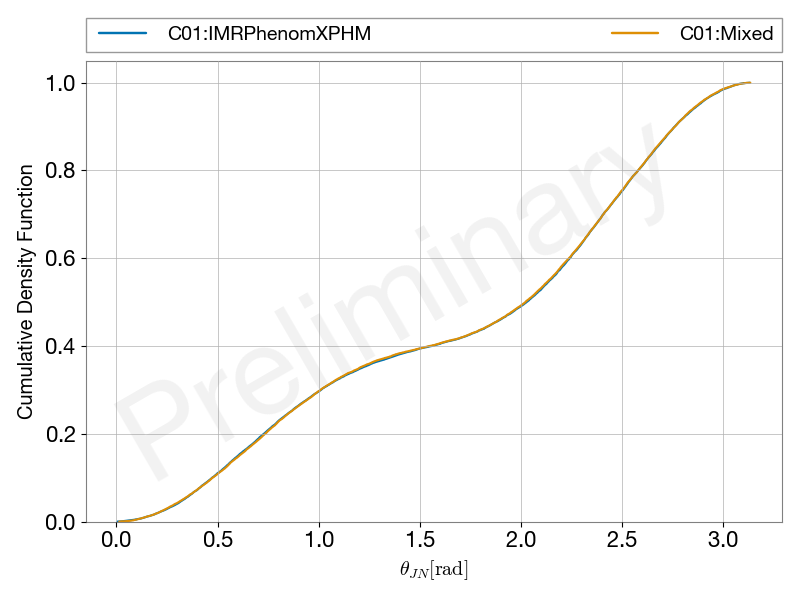 C01:IMRPhenomXPHM C01:Mixed
Cumulative Density Function
1.0
0.8
0.6
0.4
0.2
0.0
Preliminary
0.0 0.5 1.0 1.5 2.0 2.5 3.0
θJN[rad]